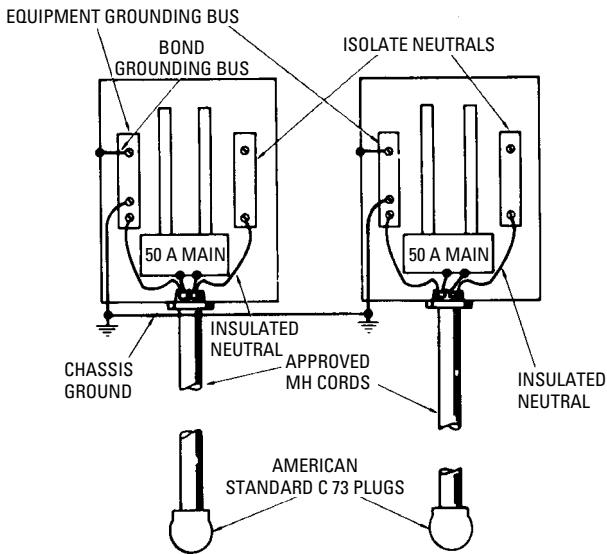 EQUIPMENT GROUNDING BUS
BOND
GROUNDING BUS
ISOLATE NEUTRALS
50 A MAIN
50 A MAIN
INSULATED
NEUTRAL
CHASSIS
GROUND
APPROVED
MH CORDS
INSULATED
NEUTRAL
AMERICAN
STANDARD C 73 PLUGS